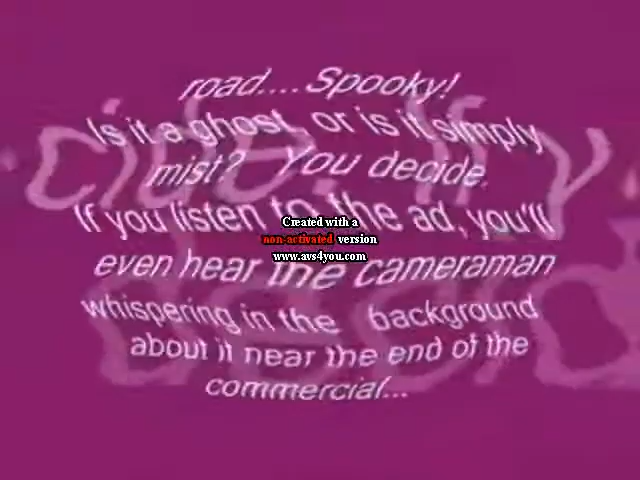 road.... Spooky!
Is it a ghost, or is it simply
mist? You decide.
If you listen to the ad, you'll
even hear the cameraman
whispering in the background
about it near the end of the
commercial...
Created with a
non-activated version
www.avs4you.com